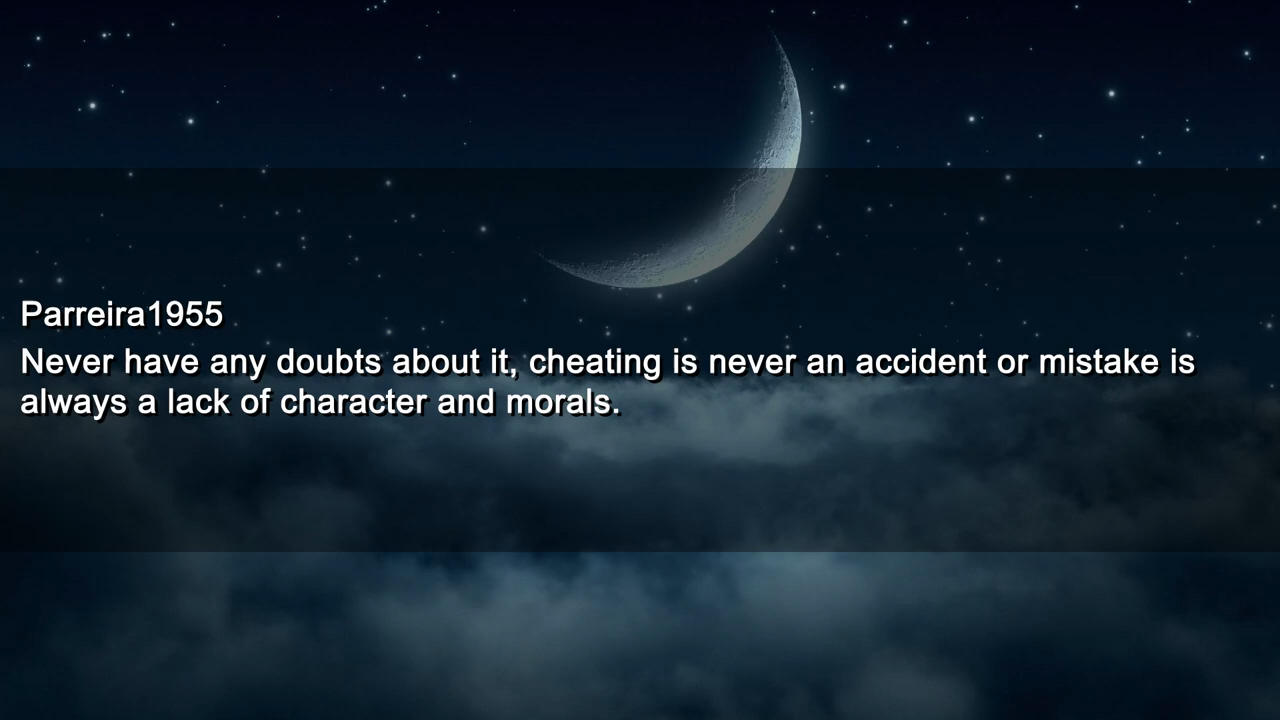 Parreira1955
Never have any doubts about it, cheating is never an accident or mistake is
always a lack of character and morals.